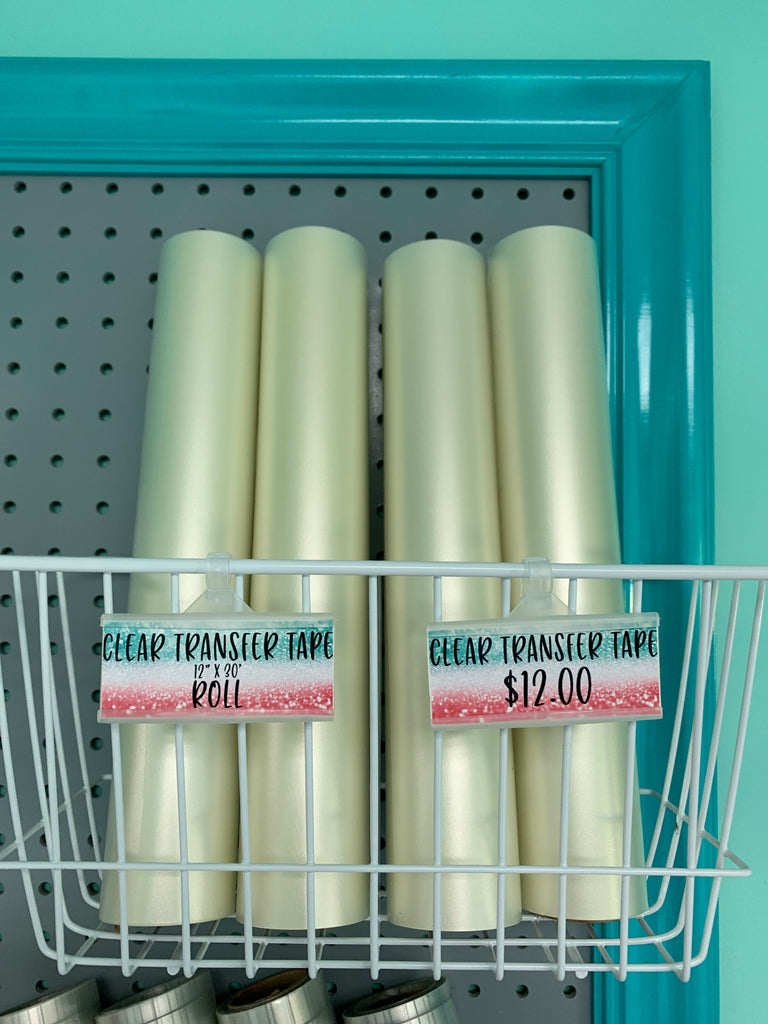 CLEAR TRANSFER TAPE
12" X 30'
ROLL
CLEAR TRANSFER TAPE
$12.00